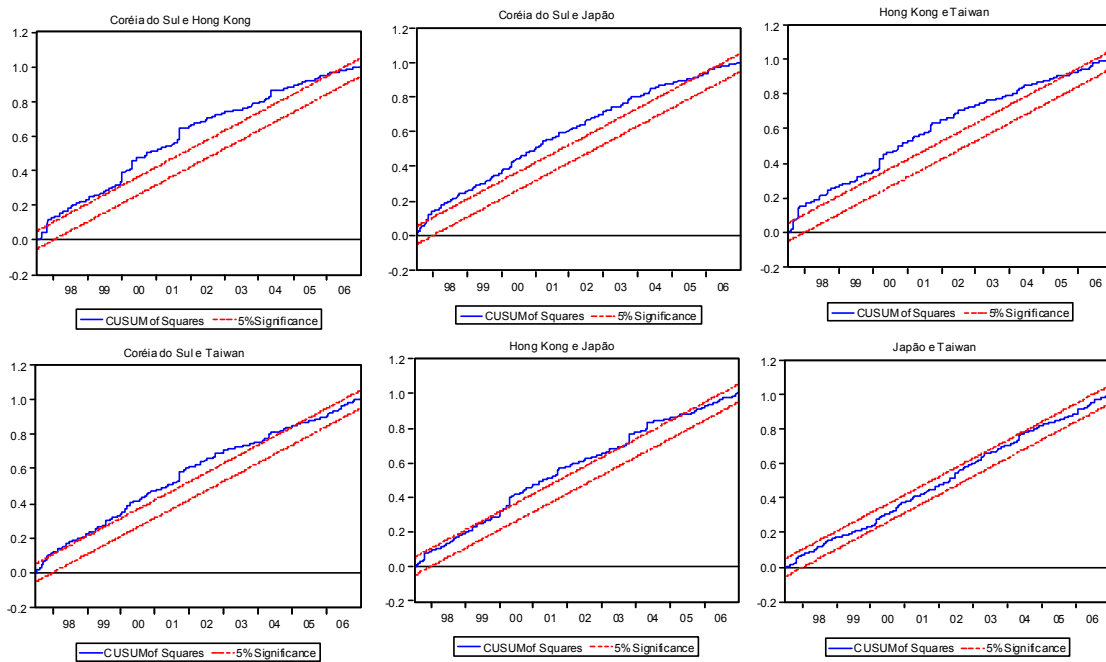 Coréia do Sul e Hong Kong
1.2
1.0
0.8
0.6
0.4
0.2
0.0
-0.2
98 99 00 01 02 03 04 05 06
CUSUM of Squares 5% Significance
Coréia do Sul e Japão
1.2
1.0
0.8
0.6
0.4
0.2
0.0
-0.2
98 99 00 01 02 03 04 05 06
CUSUM of Squares 5% Significance
Hong Kong e Taiwan
1.2
1.0
0.8
0.6
0.4
0.2
0.0
-0.2
98 99 00 01 02 03 04 05 06
CUSUM of Squares 5% Significance
Coréia do Sul e Taiwan
1.2
1.0
0.8
0.6
0.4
0.2
0.0
-0.2
98 99 00 01 02 03 04 05 06
CUSUM of Squares 5% Significance
Hong Kong e Japão
1.2
1.0
0.8
0.6
0.4
0.2
0.0
-0.2
98 99 00 01 02 03 04 05 06
CUSUM of Squares 5% Significance
Japão e Taiwan
1.2
1.0
0.8
0.6
0.4
0.2
0.0
-0.2
98 99 00 01 02 03 04 05 06
CUSUM of Squares 5% Significance